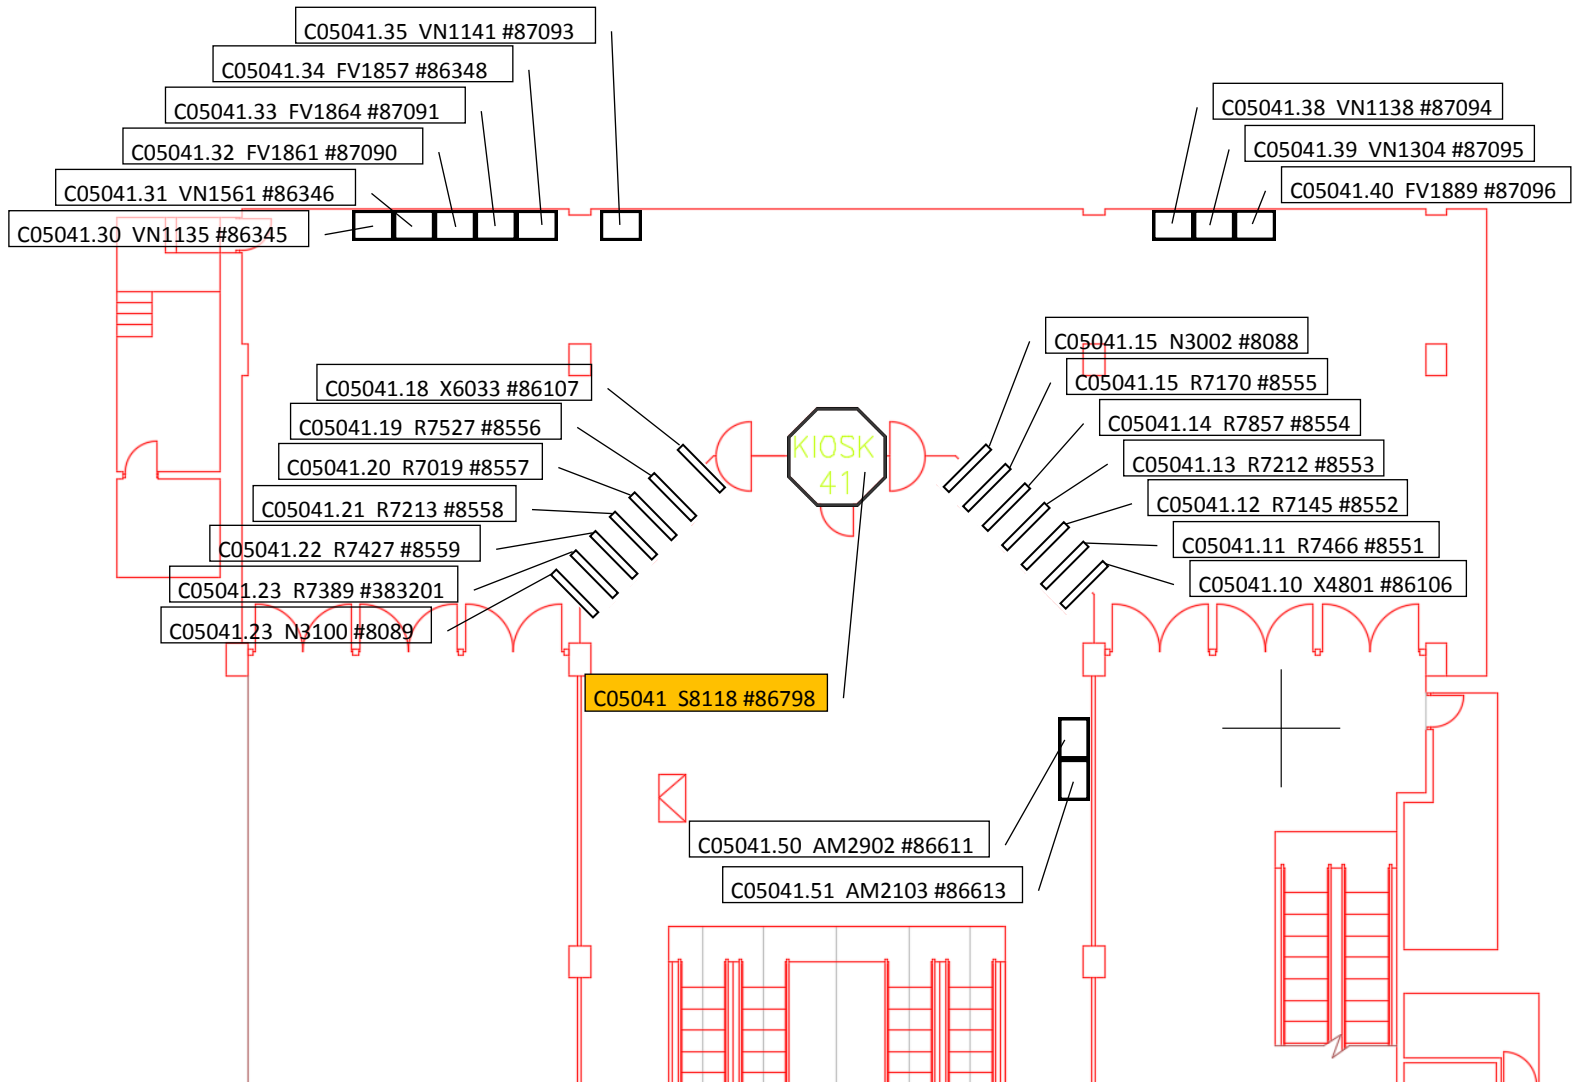 C05041.35 VN1141 #87093
C05041.34 FV1857 #86348
C05041.33 FV1864 #87091
C05041.32 FV1861 #87090
C05041.31 VN1561 #86346
C05041.30 VN1135 #86345
C05041.38 VN1138 #87094
C05041.39 VN1304 #87095
C05041.40 FV1889 #87096
C05041.18 X6033 #86107
C05041.19 R7527 #8556
C05041.20 R7019 #8557
C05041.21 R7213 #8558
C05041.22 R7427 #8559
C05041.23 R7389 #383201
C05041.23 N3100 #8089
KIOSK
41
C05041.15 N3002 #8088
C05041.15 R7170 #8555
C05041.14 R7857 #8554
C05041.13 R7212 #8553
C05041.12 R7145 #8552
C05041.11 R7466 #8551
C05041.10 X4801 #86106
C05041 S8118 #86798
C05041.50 AM2902 #86611
C05041.51 AM2103 #86613